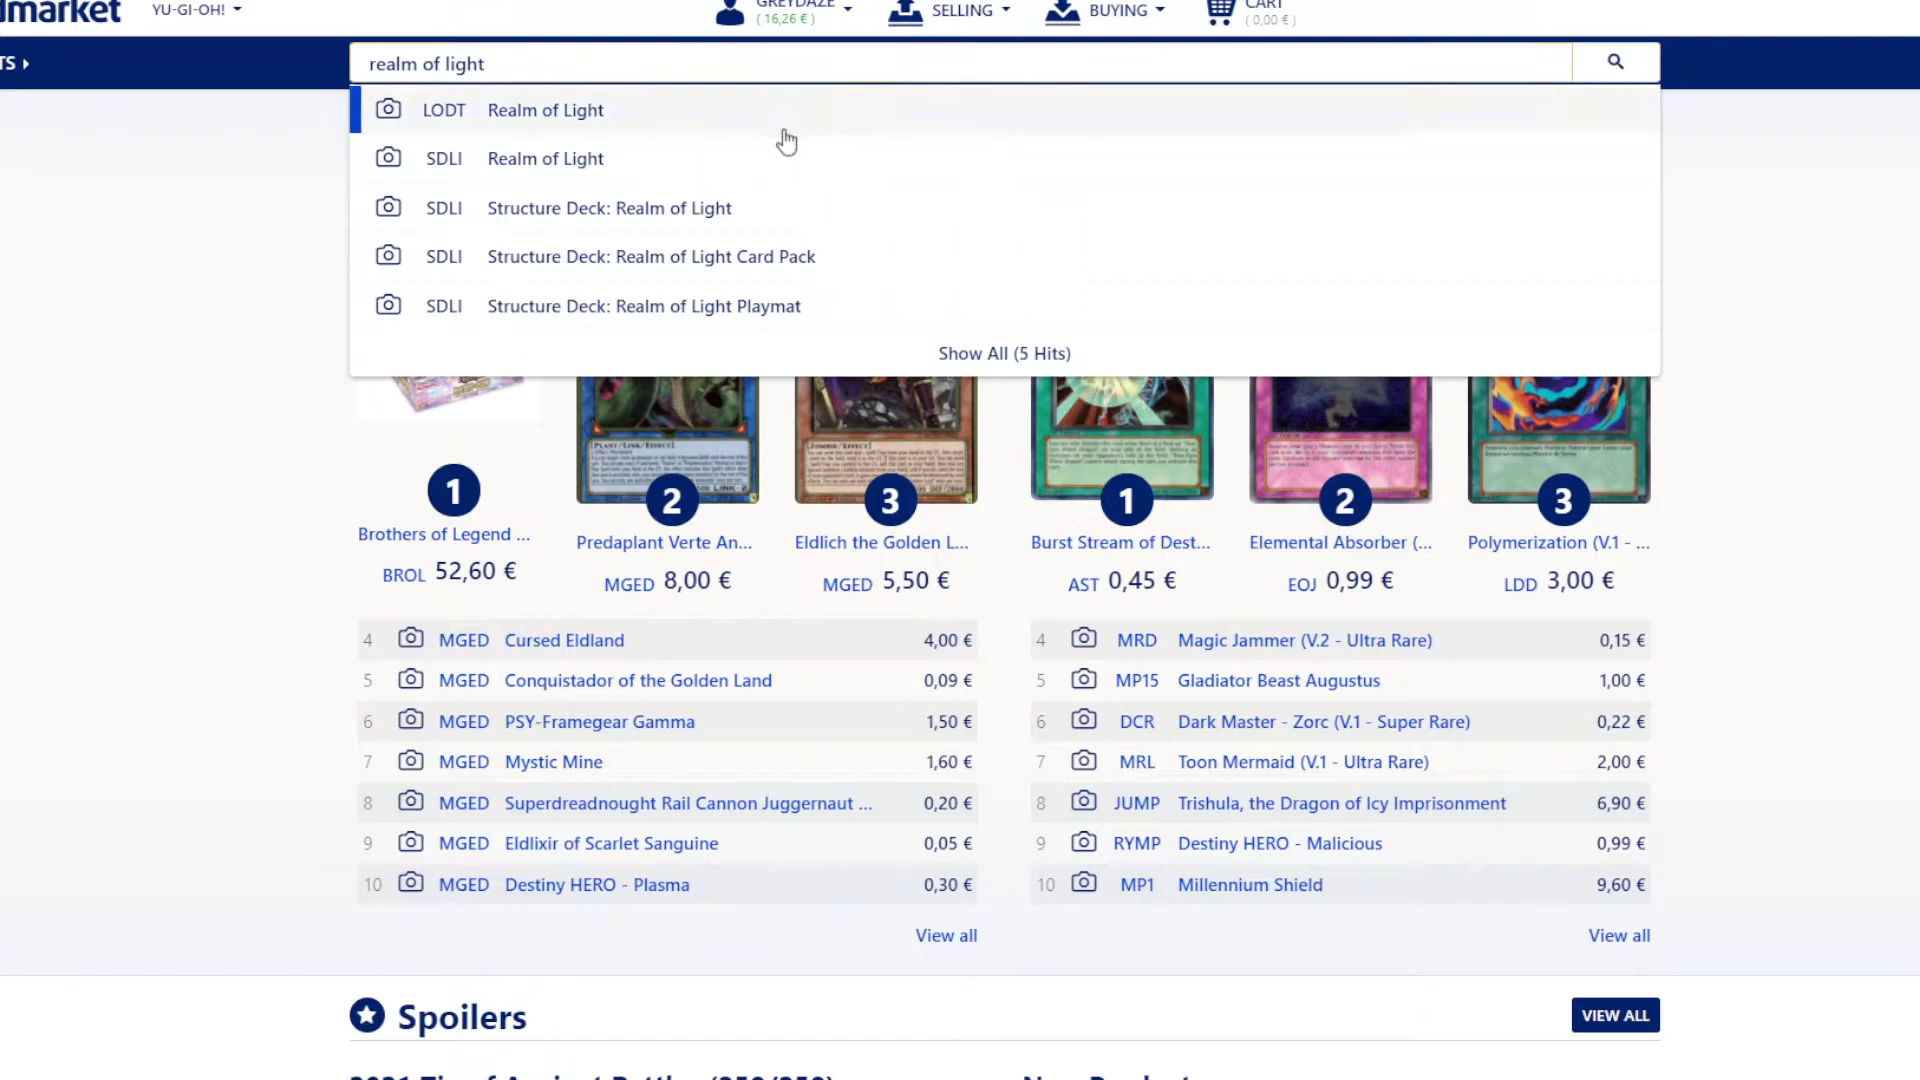 dmarket YU-GI-OH! GREYDAZE ( 16,26 € ) SELLING BUYING CART ( 0,00 € )
TS
realm of light
LODT Realm of Light
SDLI Realm of Light
SDLI Structure Deck: Realm of Light
SDLI Structure Deck: Realm of Light Card Pack
SDLI Structure Deck: Realm of Light Playmat
Show All (5 Hits)
[PLANT/LINK/EFFECT]
[ZOMBIE/EFFECT]
1 2 3
Brothers of Legend ... Predaplant Verte An... Eldlich the Golden L...
BROL 52,60 € MGED 8,00 € MGED 5,50 €
4 MGED Cursed Eldland 4,00 €
5 MGED Conquistador of the Golden Land 0,09 €
6 MGED PSY-Framegear Gamma 1,50 €
7 MGED Mystic Mine 1,60 €
8 MGED Superdreadnought Rail Cannon Juggernaut ... 0,20 €
9 MGED Eldlixir of Scarlet Sanguine 0,05 €
10 MGED Destiny HERO - Plasma 0,30 €
View all
1 2 3
Burst Stream of Dest... Elemental Absorber (... Polymerization (V.1 - ...
AST 0,45 € EOJ 0,99 € LDD 3,00 €
4 MRD Magic Jammer (V.2 - Ultra Rare) 0,15 €
5 MP15 Gladiator Beast Augustus 1,00 €
6 DCR Dark Master - Zorc (V.1 - Super Rare) 0,22 €
7 MRL Toon Mermaid (V.1 - Ultra Rare) 2,00 €
8 JUMP Trishula, the Dragon of Icy Imprisonment 6,90 €
9 RYMP Destiny HERO - Malicious 0,99 €
10 MP1 Millennium Shield 9,60 €
View all
Spoilers VIEW ALL